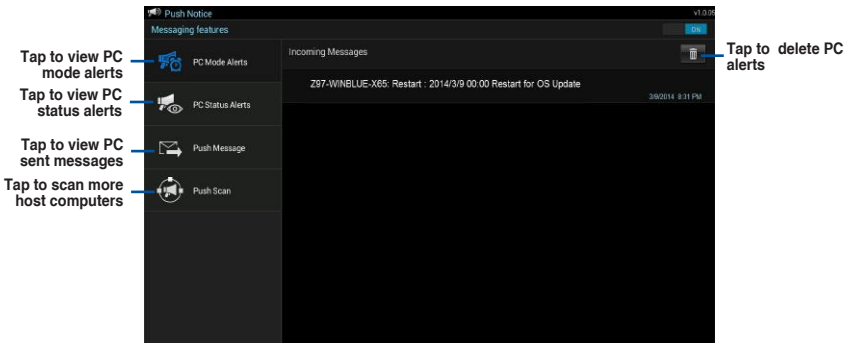 Push Notice
v1.0.05
Messaging features
ON
Tap to view PC
mode alerts
PC Mode Alerts
Incoming Messages
Tap to delete PC
alerts
Z97-WINBLUE-X65: Restart : 2014/3/9 00:00 Restart for OS Update
3/9/2014 9:31 PM
Tap to view PC
status alerts
PC Status Alerts
Tap to view PC
sent messages
Push Message
Tap to scan more
host computers
Push Scan